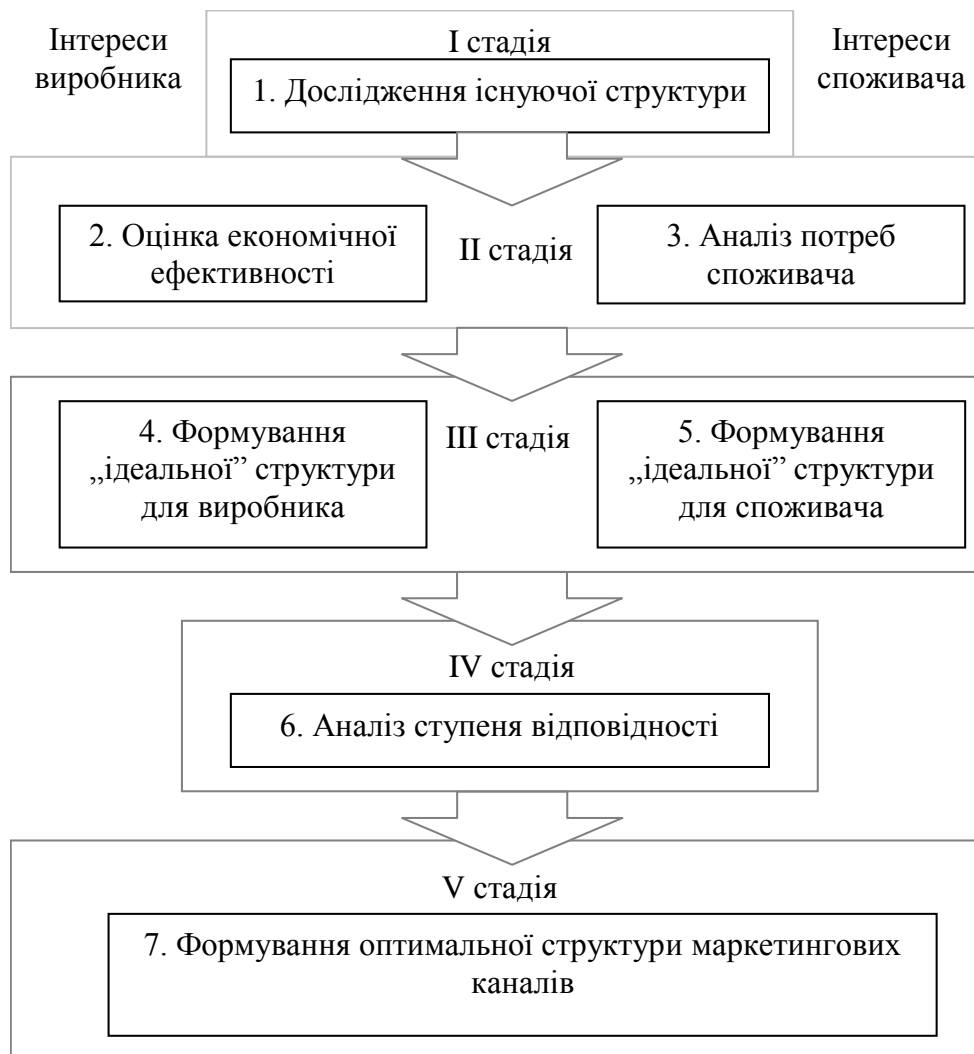 Інтереси
виробника
I стадія
Інтереси
споживача
1. Дослідження існуючої структури
2. Оцінка економічної
ефективності
II стадія
3. Аналіз потреб
споживача
4. Формування
„ідеальної” структури
для виробника
III стадія
5. Формування
„ідеальної” структури
для споживача
IV стадія
6. Аналіз ступеня відповідності
V стадія
7. Формування оптимальної структури маркетингових
каналів